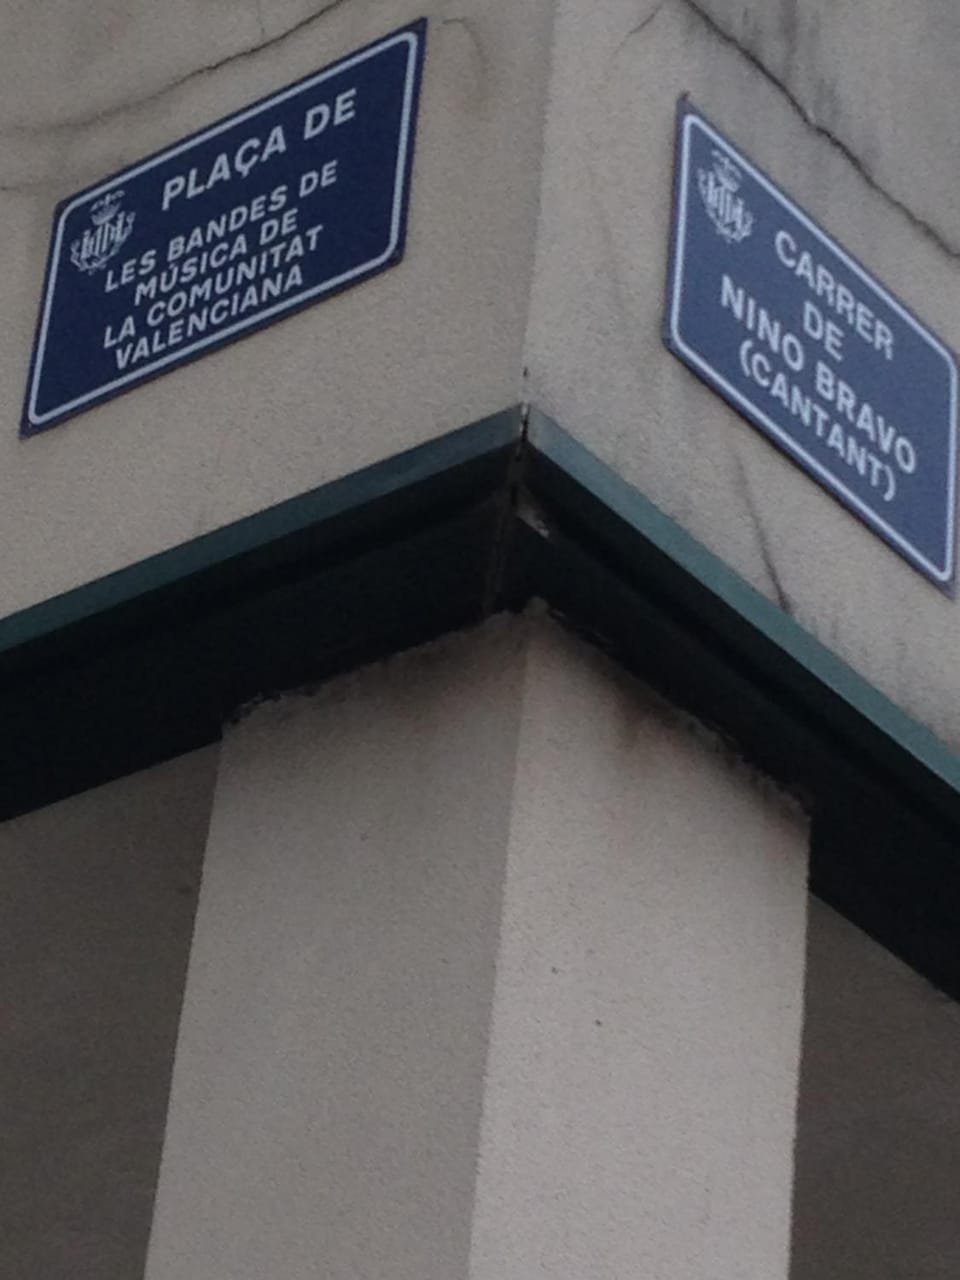 PLAÇA DE
LES BANDES DE
MÚSICA DE
LA COMUNITAT
VALENCIANA
CARRER
DE
NINO BRAVO
(CANTANT)